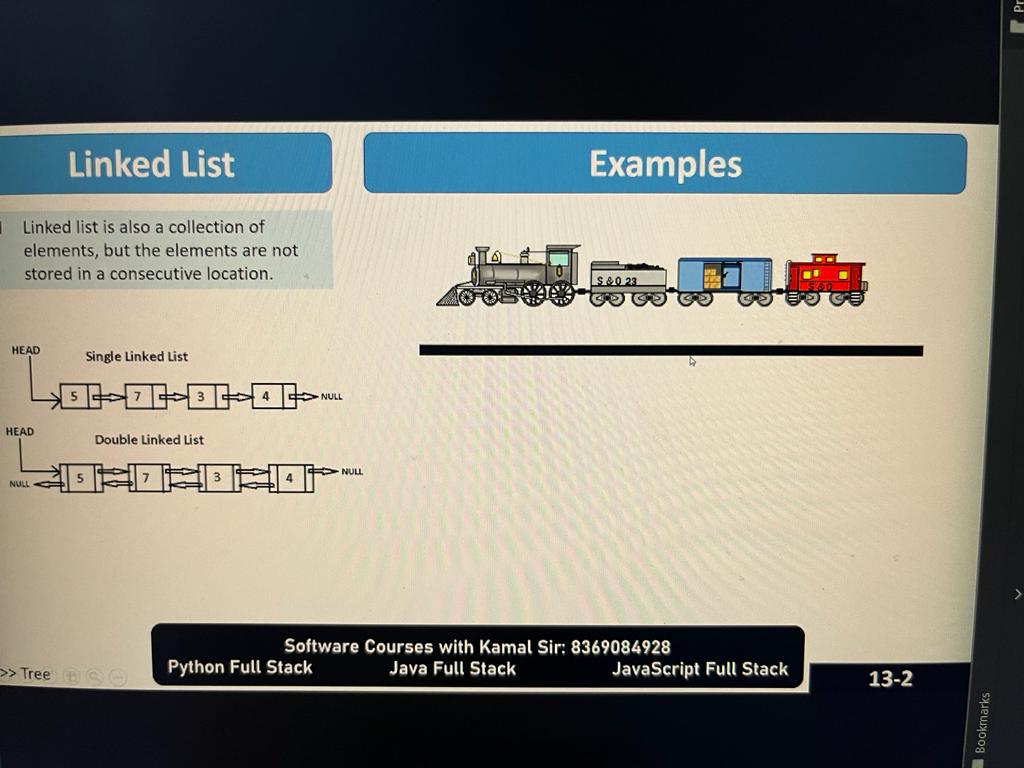 Linked List
Linked list is also a collection of
elements, but the elements are not
stored in a consecutive location.
HEAD
Single Linked List
5 7 3 4 NULL
HEAD
Double Linked List
NULL 5 7 3 4 NULL
Examples
S & O 23
S & O
Software Courses with Kamal Sir: 8369084928
Python Full Stack Java Full Stack JavaScript Full Stack
>> Tree
13-2
Bookmarks